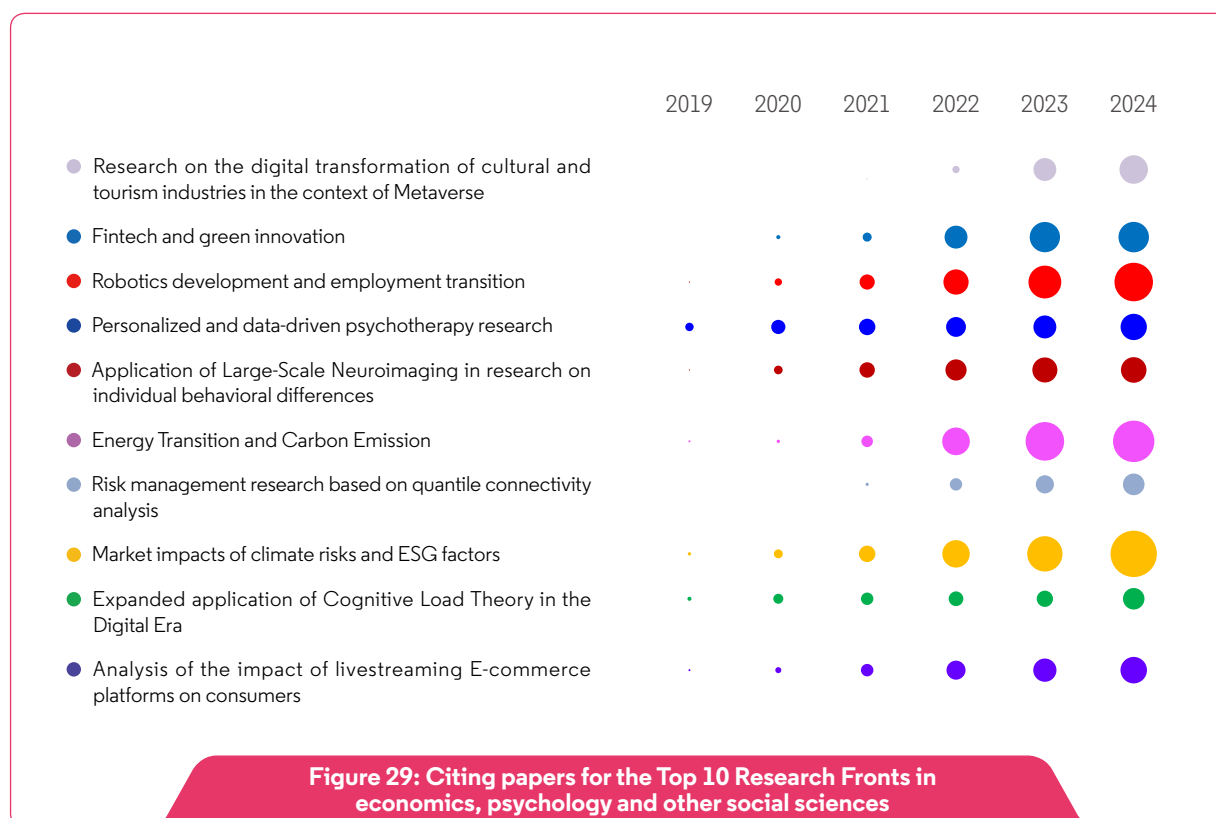 2019 2020 2021 2022 2023 2024
Research on the digital transformation of cultural and
tourism industries in the context of Metaverse
Fintech and green innovation
Robotics development and employment transition
Personalized and data-driven psychotherapy research
Application of Large-Scale Neuroimaging in research on
individual behavioral differences
Energy Transition and Carbon Emission
Risk management research based on quantile connectivity
analysis
Market impacts of climate risks and ESG factors
Expanded application of Cognitive Load Theory in the
Digital Era
Analysis of the impact of livestreaming E-commerce
platforms on consumers
Figure 29: Citing papers for the Top 10 Research Fronts in
economics, psychology and other social sciences